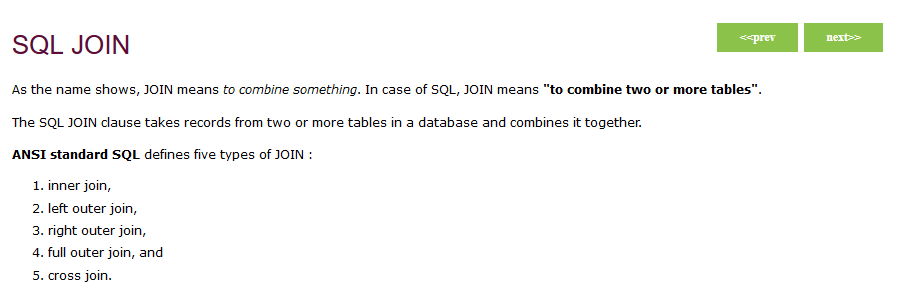 SQL JOIN
<<prev next>>
As the name shows, JOIN means to combine something. In case of SQL, JOIN means "to combine two or more tables".
The SQL JOIN clause takes records from two or more tables in a database and combines it together.
ANSI standard SQL defines five types of JOIN :
1. inner join,
2. left outer join,
3. right outer join,
4. full outer join, and
5. cross join.